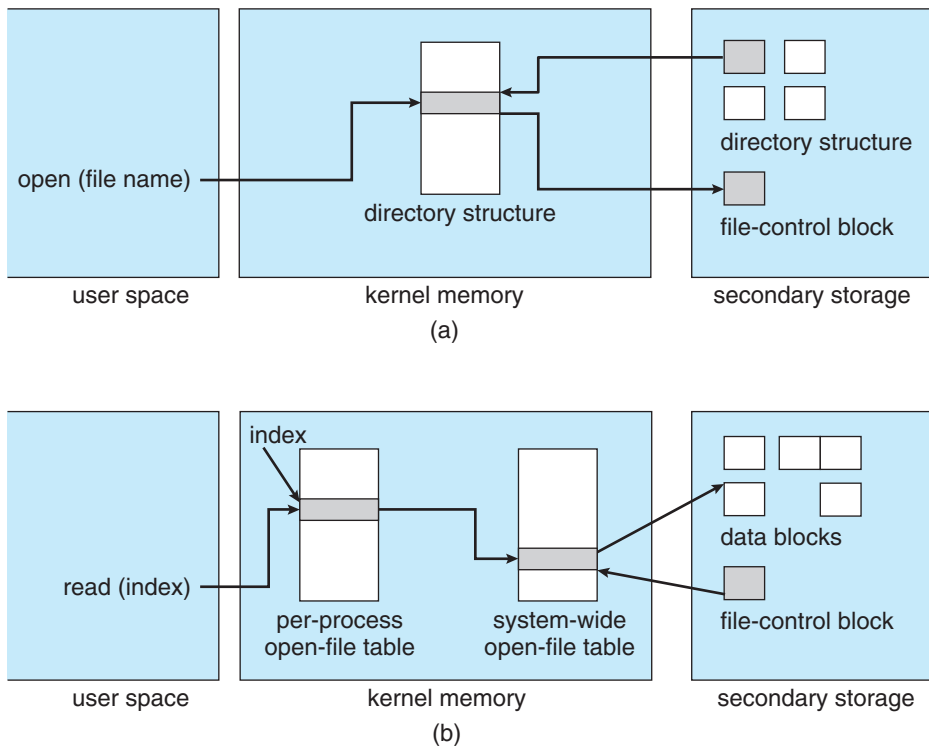 directory structure
open (file name)
directory structure
file-control block
user space
kernel memory
secondary storage
(a)
index
data blocks
read (index)
per-process
open-file table
system-wide
open-file table
file-control block
user space
kernel memory
secondary storage
(b)